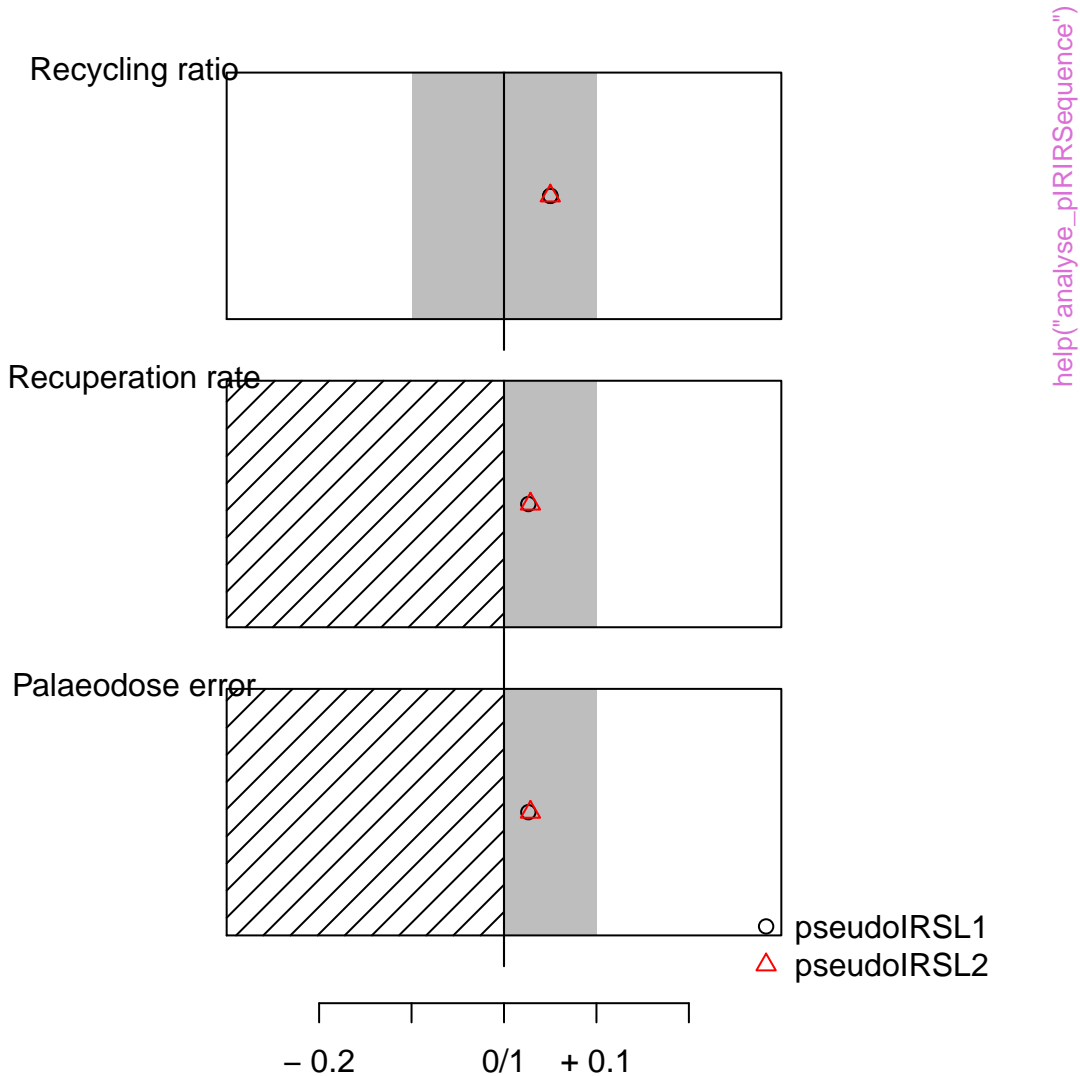 Recycling ratio
help("analyse_pIRIRSequence")
Recuperation rate
Palaeodose error
pseudoIRSL1
pseudoIRSL2
− 0.2 0/1 + 0.1